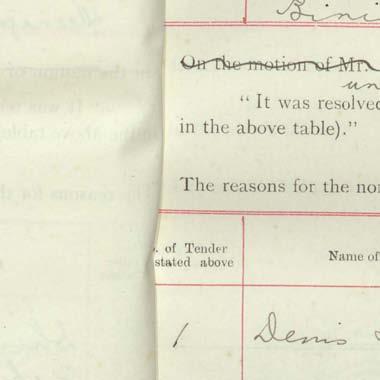 Bini
On the motion of Mr.
un
"It was resolved
in the above table)."
The reasons for the no
. of Tender
stated above
Name of
1
Denis